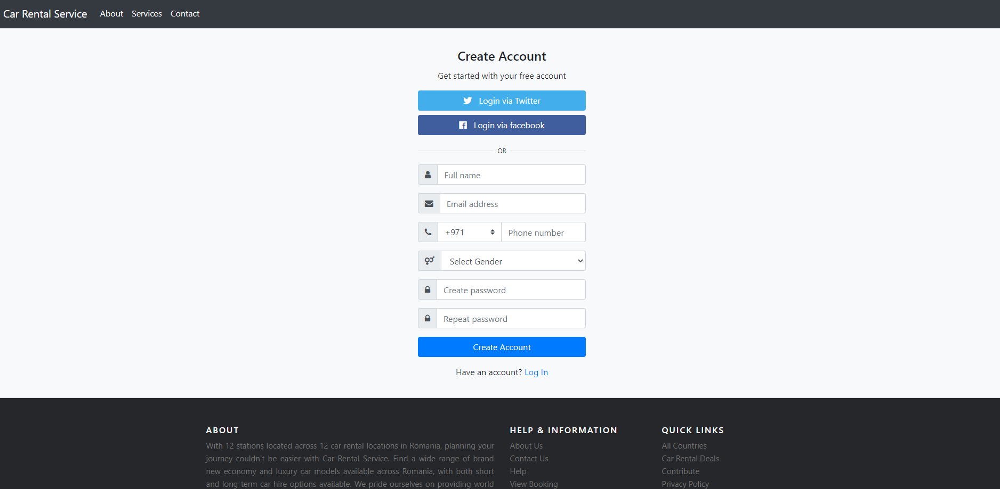 Car Rental Service About Services Contact
Create Account
Get started with your free account
Login via Twitter
Login via facebook
OR
Full name
Email address
+971 Phone number
Select Gender
Create password
Repeat password
Create Account
Have an account? Log In
ABOUT
With 12 stations located across 12 car rental locations in Romania, planning your
journey couldn't be easier with Car Rental Service. Find a wide range of brand
new economy and luxury car models available across Romania, with both short
and long term car hire options available. We pride ourselves on providing world
HELP & INFORMATION
About Us
Contact Us
Help
View Booking
QUICK LINKS
All Countries
Car Rental Deals
Contribute
Privacy Policy